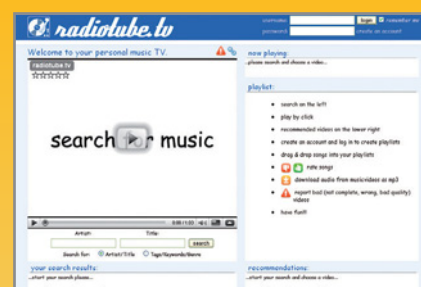 radiotube.tv
username:
login
remember me
password:
create an account
Welcome to your personal music TV.
radiotube.tv
search for music
0:00 / 1:03
Artist:
Title:
search
Search for:
Artist/Title
Tags/Keywords/Genre
your search results:
...start your search please...
now playing:
...please search and choose a video...
playlist:
search on the left
play by click
recommended videos on the lower right
create an account and log in to create playlists
drag & drop songs into your playlists
rate songs
download audio from musicvideos as mp3
report bad (not complete, wrong, bad quality)
videos
have fun!!
recommendations:
...start your search and choose a video...